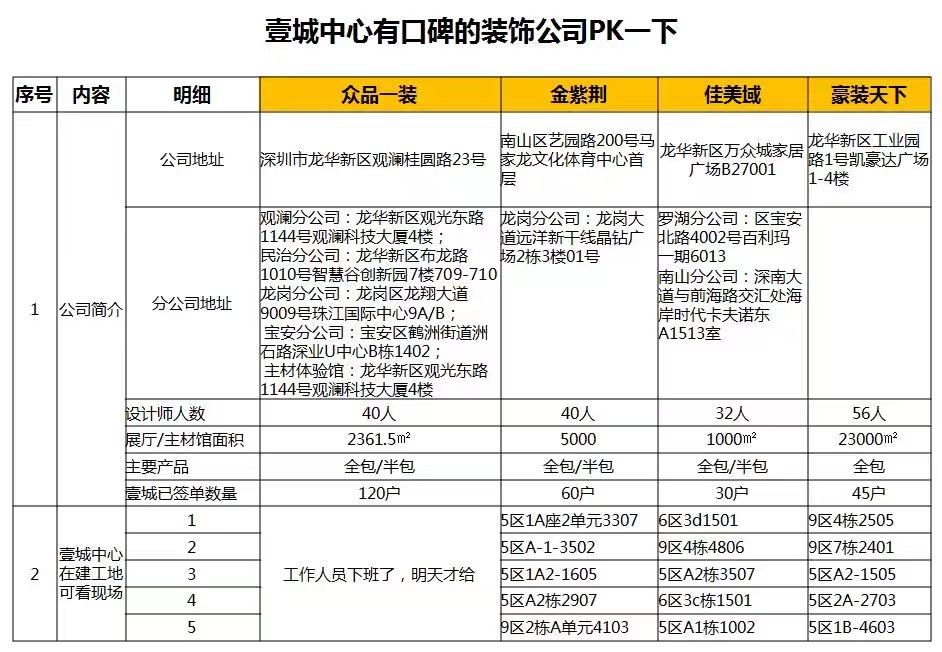 壹城中心有口碑的装饰公司PK一下
序号 内容 明细 众品一装 金紫荆 佳美域 豪装天下
1
公司简介
公司地址
深圳市龙华新区观澜桂圆路23号
南山区艺园路200号马
家龙文化体育中心首
层
龙华新区万众城家居
广场B27001
龙华新区工业园
路1号凯豪达广场
1-4楼
分公司地址
观澜分公司：龙华新区观光东路
1144号观澜科技大厦4楼；
民治分公司：龙华新区布龙路
1010号智慧谷创新园7楼709-710
龙岗分公司：龙岗区龙翔大道
9009号珠江国际中心9A/B；
宝安分公司：宝安区鹤洲街道洲
石路深业U中心B栋1402；
主材体验馆：龙华新区观光东路
1144号观澜科技大厦4楼
龙岗分公司：龙岗大
道远洋新干线晶钻广
场2栋3楼01号
罗湖分公司：区宝安
北路4002号百利玛
一期6013
南山分公司：深南大
道与前海路交汇处海
岸时代卡夫诺东
A1513室
设计师人数 40人 40人 32人 56人
展厅/主材馆面积 2361.5㎡ 5000 1000㎡ 23000㎡
主要产品 全包/半包 全包/半包 全包/半包 全包
壹城已签单数量 120户 60户 30户 45户
2
壹城中心
在建工地
可看现场
工作人员下班了，明天才给
1 5区1A座2单元3307 6区3d1501 9区4栋2505
2 5区A-1-3502 9区4栋4806 9区7栋2401
3 5区1A2-1605 5区A2栋3507 5区A2-1505
4 5区A2栋2907 6区3c栋1501 5区2A-2703
5 9区2栋A单元4103 5区A1栋1002 5区1B-4603